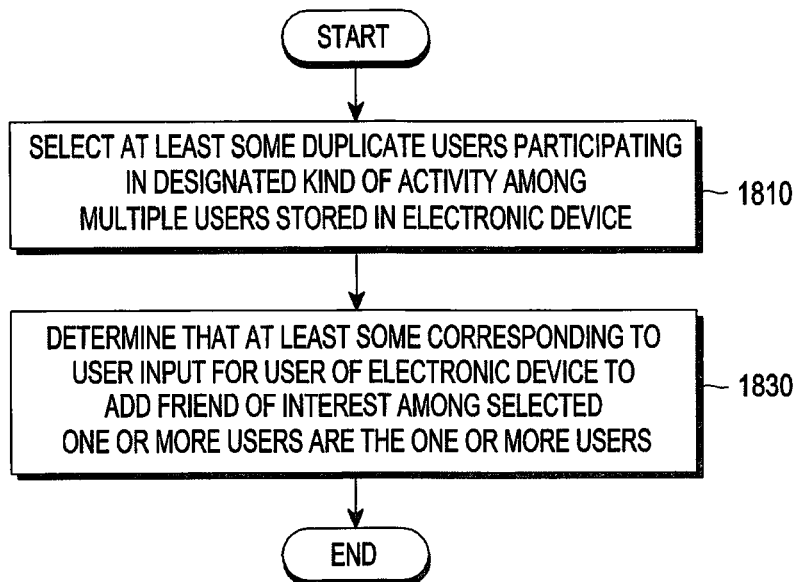 START
SELECT AT LEAST SOME DUPLICATE USERS PARTICIPATING
IN DESIGNATED KIND OF ACTIVITY AMONG
MULTIPLE USERS STORED IN ELECTRONIC DEVICE
1810
DETERMINE THAT AT LEAST SOME CORRESPONDING TO
USER INPUT FOR USER OF ELECTRONIC DEVICE TO
ADD FRIEND OF INTEREST AMONG SELECTED
ONE OR MORE USERS ARE THE ONE OR MORE USERS
1830
END